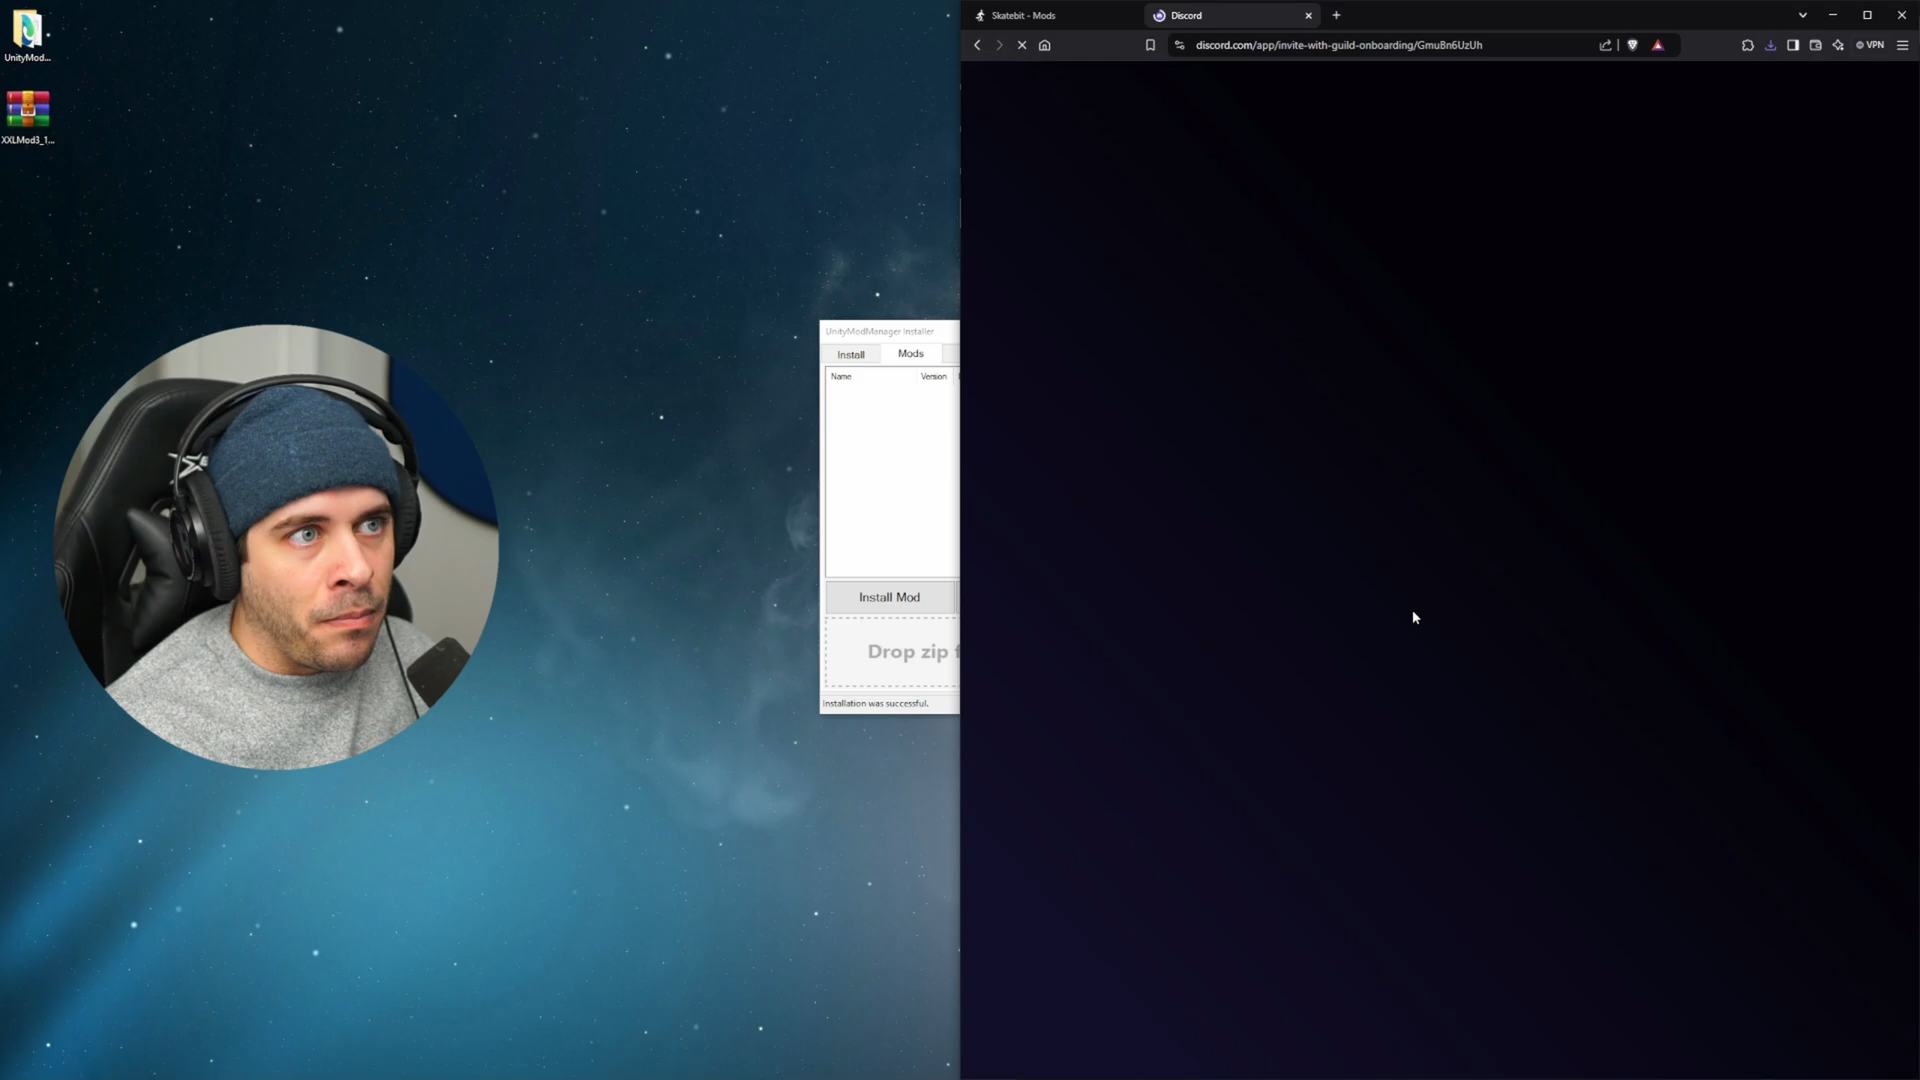 UnityMod...
XXLMod3_1...
Skatebit - Mods
Discord
discord.com/app/invite-with-guild-onboarding/GmuBn6UzUh
VPN
UnityModManager Installer
Install
Mods
Name
Version
Install Mod
Drop zip f
Installation was successful.